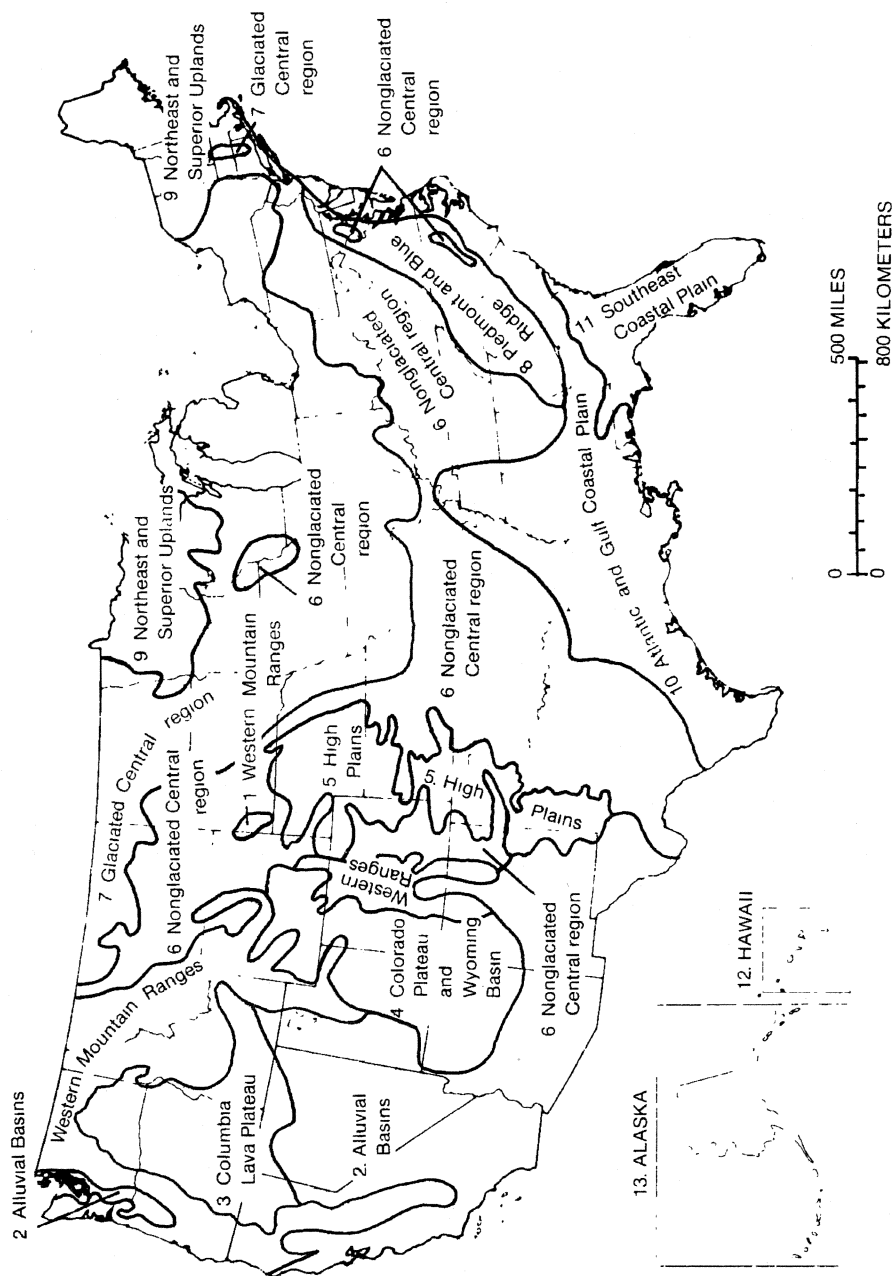 2 Alluvial Basins
Western Mountain Ranges
3 Columbia
Lava Plateau
2. Alluvial
Basins
7 Glaciated Central region
6 Nonglaciated Central
region
1 Western Mountain
Ranges
9 Northeast and
Superior Uplands
6 Nonglaciated
Central
region
9 Northeast and
Superior Uplands
7 Glaciated
Central
region
6 Nonglaciated
Central
region
5 High
Plains
Western
Ranges
4 Colorado
Plateau
and
Wyoming
Basin
5 High
Plains
6 Nonglaciated
Central region
6 Nonglaciated
Central region
6 Nonglaciated
Central region
8 Piedmont and Blue
Ridge
10 Atlantic and Gulf Coastal Plain
11 Southeast
Coastal Plain
13. ALASKA
12. HAWAII
0 500 MILES
0 800 KILOMETERS